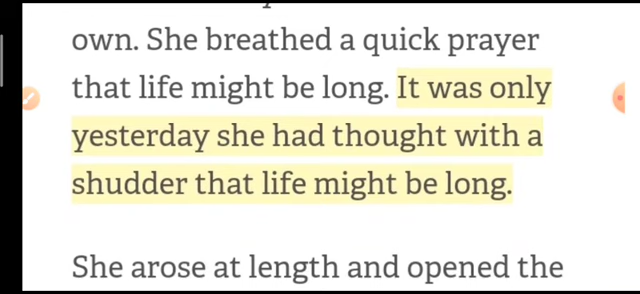 own. She breathed a quick prayer
that life might be long. It was only
yesterday she had thought with a
shudder that life might be long.
She arose at length and opened the